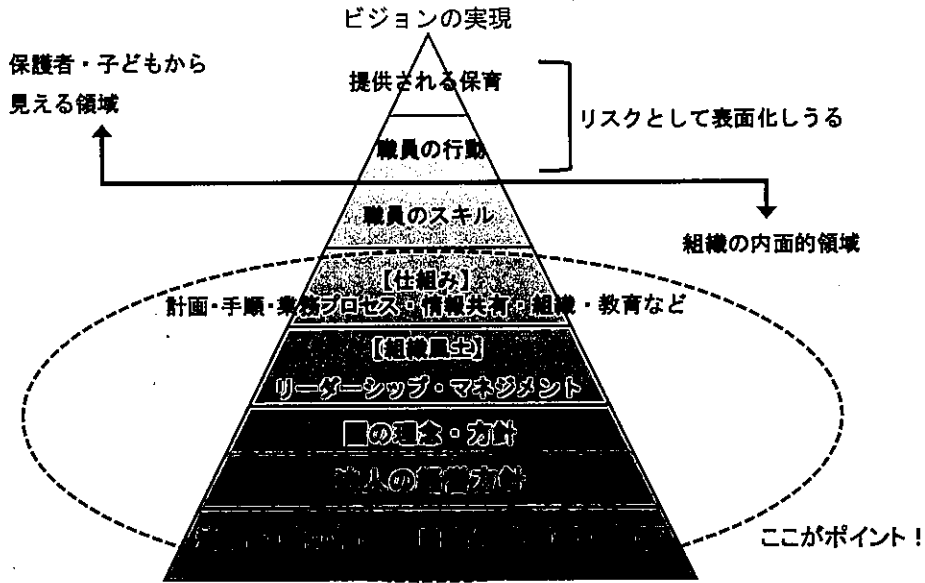 ビジョンの実現
保護者・子どもから
見える領域
提供される保育
リスクとして表面化しうる
職員の行動
職員のスキル
組織の内面的領域
【仕組み】
計画・手順・業務プロセス・情報共有・組織・教育など
【組織風土】
リーダーシップ・マネジメント
園の理念・方針
法人の経営方針
ここがポイント！